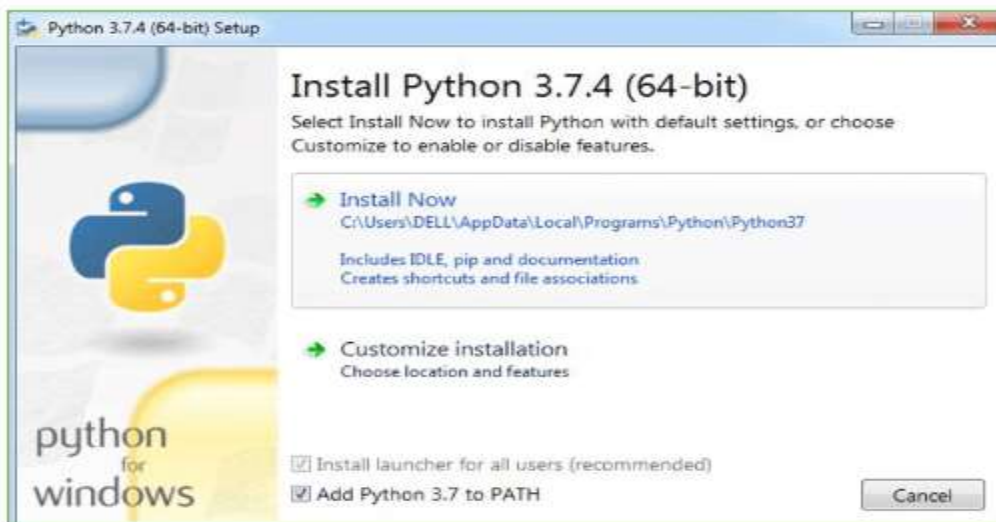 Python 3.7.4 (64-bit) Setup
Install Python 3.7.4 (64-bit)
Select Install Now to install Python with default settings, or choose
Customize to enable or disable features.
Install Now
C:\Users\DELL\AppData\Local\Programs\Python\Python37
Includes IDLE, pip and documentation
Creates shortcuts and file associations
Customize installation
Choose location and features
python
for
windows
Install launcher for all users (recommended)
Add Python 3.7 to PATH
Cancel